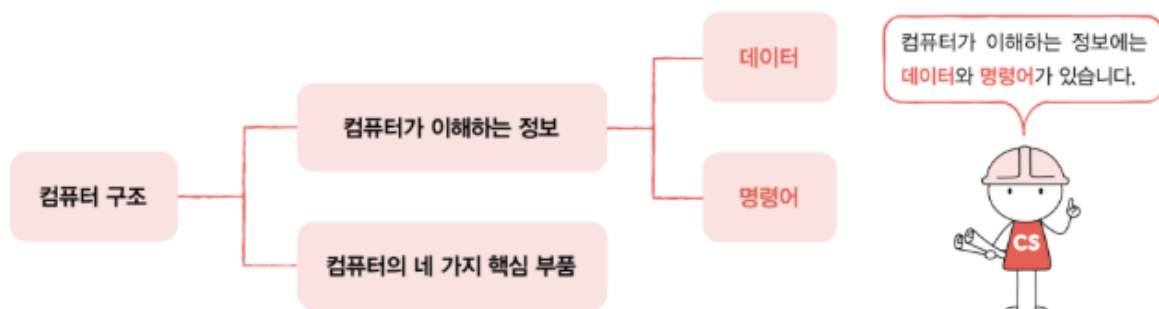 컴퓨터 구조
컴퓨터가 이해하는 정보
데이터
명령어
컴퓨터의 네 가지 핵심 부품
컴퓨터가 이해하는 정보에는
데이터와 명령어가 있습니다.
CS